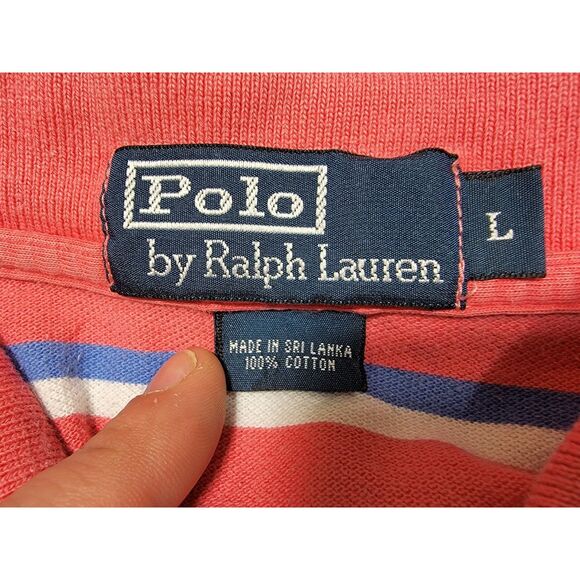 Polo
by Ralph Lauren
L
MADE IN SRI LANKA
100% COTTON